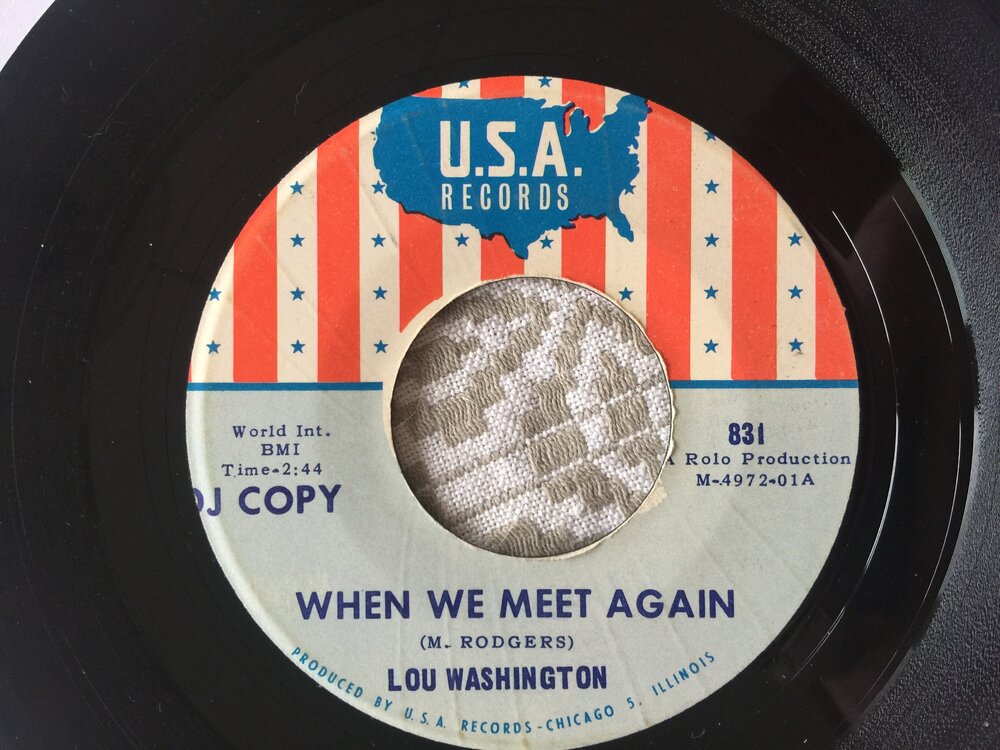 U.S.A.
RECORDS
World Int.
BMI
Time-2:44
DJ COPY
831
A Rolo Production
M-4972-01A
WHEN WE MEET AGAIN
(M. RODGERS)
LOU WASHINGTON
PRODUCED BY U.S.A. RECORDS-CHICAGO 5, ILLINOIS